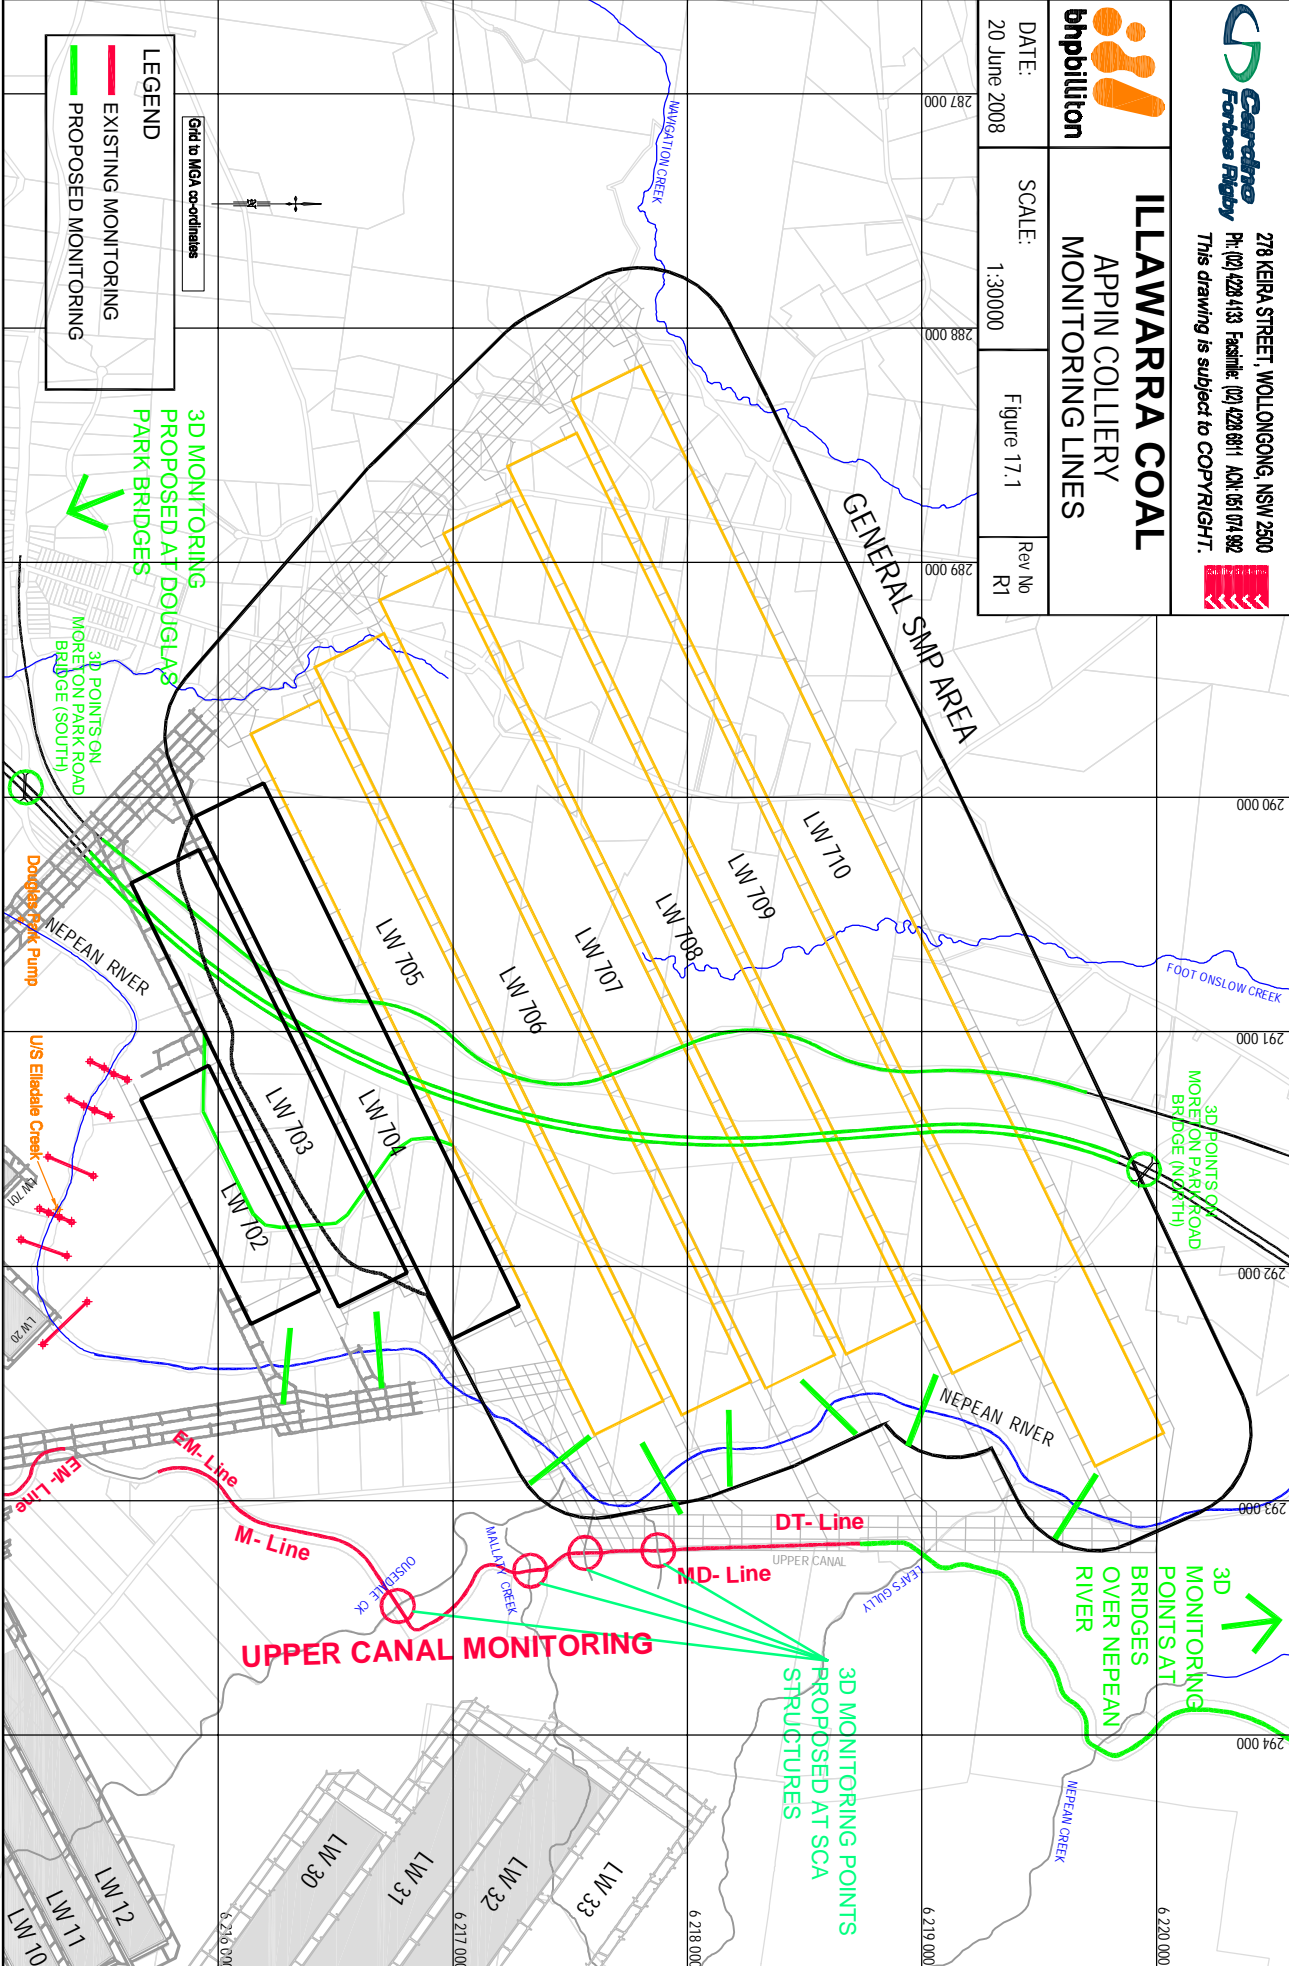 Cardno
Forbes Rigby
278 KEIRA STREET, WOLLONGONG, NSW 2500
Ph: (02) 4228 4133 Facsimile: (02) 4228 6811 ACN: 051 074 992
This drawing is subject to COPYRIGHT.
bhpbilliton
ILLAWARRA COAL
APPIN COLLIERY
MONITORING LINES
DATE:
20 June 2008
SCALE:
1:30000
Figure 17.1
Rev No
R1
LEGEND
EXISTING MONITORING
PROPOSED MONITORING
Grid to MGA co-ordinates
287 000
288 000
289 000
290 000
291 000
292 000
293 000
294 000
6 216 000
6 217 000
6 218 000
6 219 000
6 220 000
NAVIGATION CREEK
GENERAL SMP AREA
3D MONITORING
PROPOSED AT DOUGLAS
PARK BRIDGES
3D POINTS ON
MORETON PARK ROAD
BRIDGE (SOUTH)
Douglas Park Pump
NEPEAN RIVER
U/S Elladale Creek
LW 701
LW 20
LW 702
LW 703
LW 704
LW 705
LW 706
LW 707
LW 708
LW 709
LW 710
FOOT ONSLOW CREEK
3D POINTS ON
MORETON PARK ROAD
BRIDGE (NORTH)
NEPEAN RIVER
EM- Line
EM- Line
M- Line
OUSEDALE CK
MALLATY CREEK
DT- Line
UPPER CANAL
MD- Line
LEAFS GULLY
UPPER CANAL MONITORING
3D MONITORING POINTS
PROPOSED AT SCA
STRUCTURES
3D
MONITORING
POINTS AT
BRIDGES
OVER NEPEAN
RIVER
NEPEAN CREEK
LW 30
LW 31
LW 32
LW 33
LW 12
LW 11
LW 10